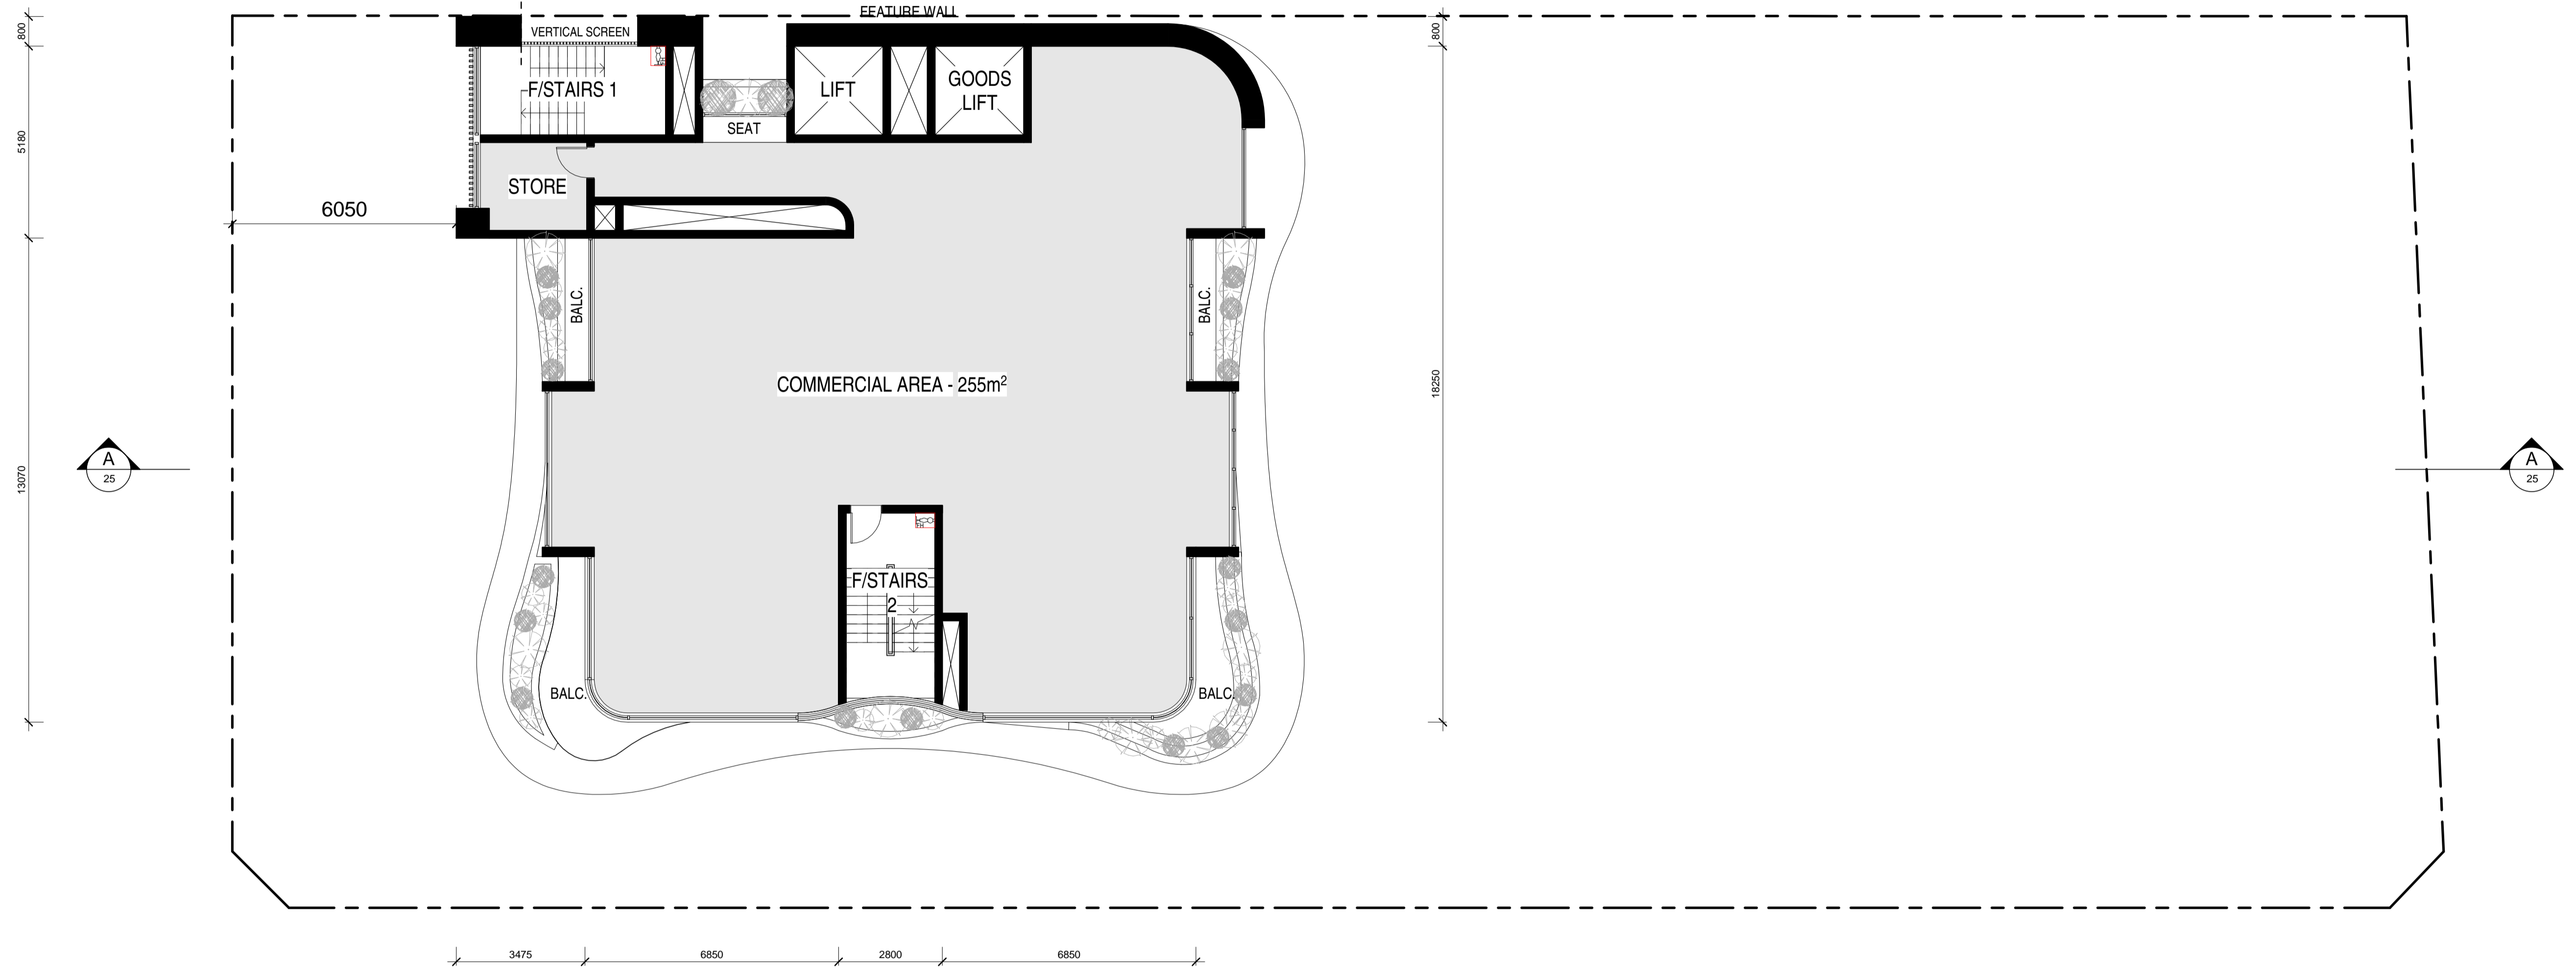 FEATURE WALL
800
VERTICAL SCREEN
800
F/STAIRS 1
LIFT
GOODS
LIFT
SEAT
5180
STORE
6050
BALC.
BALC.
COMMERCIAL AREA - 255m²
18250
13070
A
25
A
25
F/STAIRS
2
BALC.
BALC.
3475
6850
2800
6850